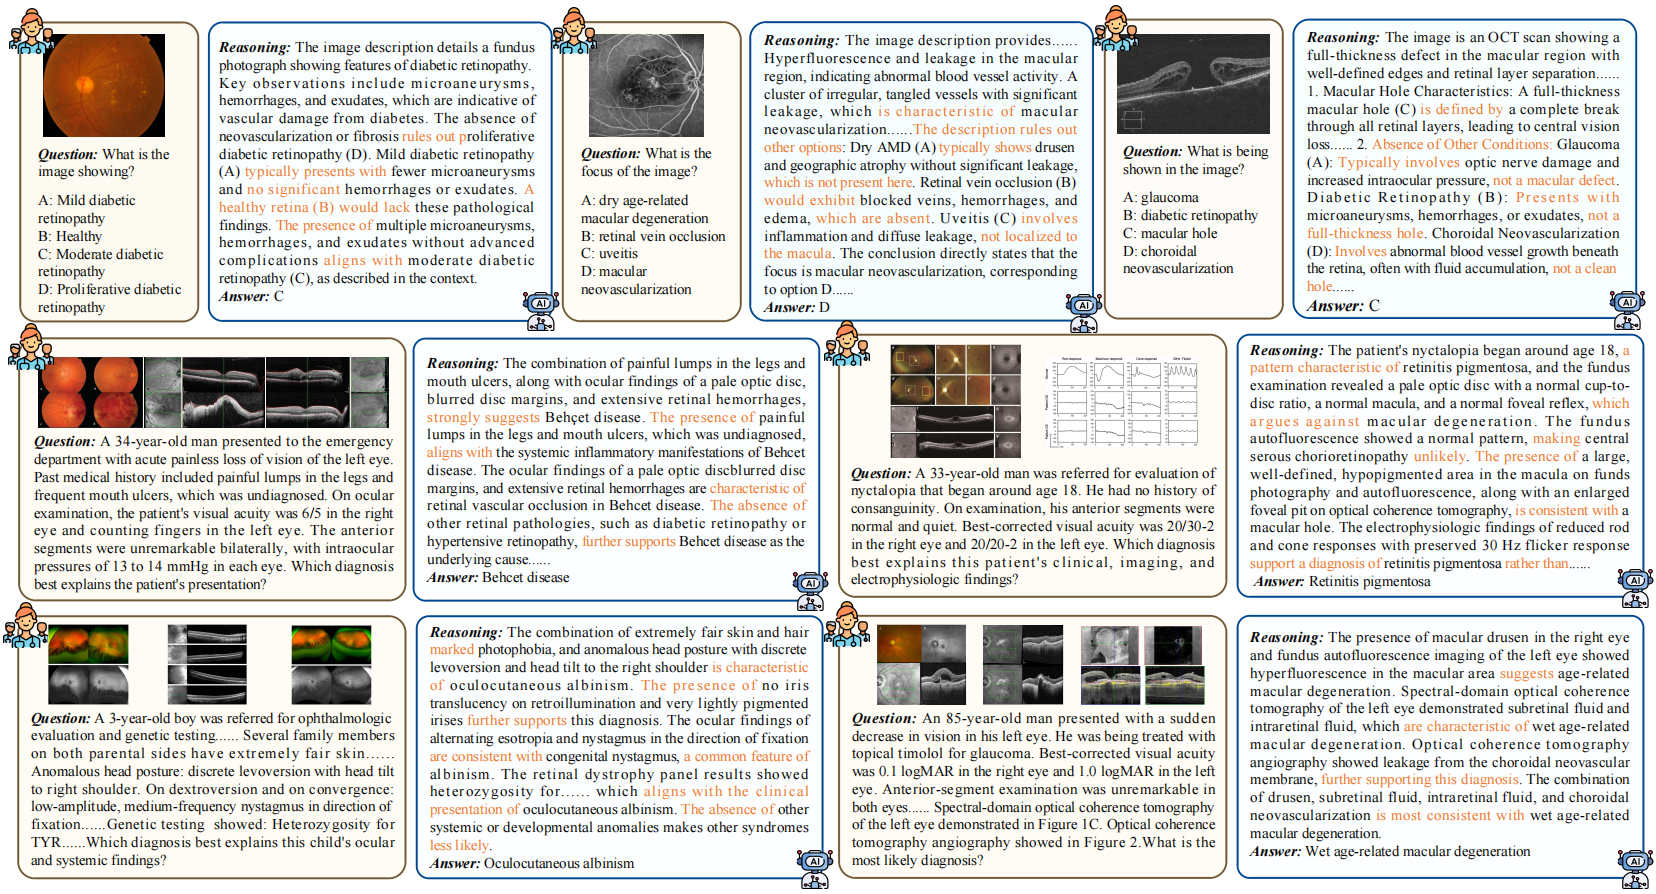 Question: What is the
image showing?
A: Mild diabetic
retinopathy
B: Healthy
C: Moderate diabetic
retinopathy
D: Proliferative diabetic
retinopathy
Reasoning: The image description details a fundus
photograph showing features of diabetic retinopathy.
Key observations include microaneurysms,
hemorrhages, and exudates, which are indicative of
vascular damage from diabetes. The absence of
neovascularization or fibrosis rules out proliferative
diabetic retinopathy (D). Mild diabetic retinopathy
(A) typically presents with fewer microaneurysms
and no significant hemorrhages or exudates. A
healthy retina (B) would lack these pathological
findings. The presence of multiple microaneurysms,
hemorrhages, and exudates without advanced
complications aligns with moderate diabetic
retinopathy (C), as described in the context.
Answer: C
AI
Question: What is the
focus of the image?
A: dry age-related
macular degeneration
B: retinal vein occlusion
C: uveitis
D: macular
neovascularization
Reasoning: The image description provides......
Hyperfluorescence and leakage in the macular
region, indicating abnormal blood vessel activity. A
cluster of irregular, tangled vessels with significant
leakage, which is characteristic of macular
neovascularization......The description rules out
other options: Dry AMD (A) typically shows drusen
and geographic atrophy without significant leakage,
which is not present here. Retinal vein occlusion (B)
would exhibit blocked veins, hemorrhages, and
edema, which are absent. Uveitis (C) involves
inflammation and diffuse leakage, not localized to
the macula. The conclusion directly states that the
focus is macular neovascularization, corresponding
to option D......
Answer: D
AI
Question: What is being
shown in the image?
A: glaucoma
B: diabetic retinopathy
C: macular hole
D: choroidal
neovascularization
Reasoning: The image is an OCT scan showing a
full-thickness defect in the macular region with
well-defined edges and retinal layer separation......
1. Macular Hole Characteristics: A full-thickness
macular hole (C) is defined by a complete break
through all retinal layers, leading to central vision
loss...... 2. Absence of Other Conditions: Glaucoma
(A): Typically involves optic nerve damage and
increased intraocular pressure, not a macular defect.
Diabetic Retinopathy (B): Presents with
microaneurysms, hemorrhages, or exudates, not a
full-thickness hole. Choroidal Neovascularization
(D): Involves abnormal blood vessel growth beneath
the retina, often with fluid accumulation, not a clean
hole......
Answer: C
AI
Question: A 34-year-old man presented to the emergency
department with acute painless loss of vision of the left eye.
Past medical history included painful lumps in the legs and
frequent mouth ulcers, which was undiagnosed. On ocular
examination, the patient's visual acuity was 6/5 in the right
eye and counting fingers in the left eye. The anterior
segments were unremarkable bilaterally, with intraocular
pressures of 13 to 14 mmHg in each eye. Which diagnosis
best explains the patient's presentation?
Reasoning: The combination of painful lumps in the legs and
mouth ulcers, along with ocular findings of a pale optic disc,
blurred disc margins, and extensive retinal hemorrhages,
strongly suggests Behçet disease. The presence of painful
lumps in the legs and mouth ulcers, which was undiagnosed,
aligns with the systemic inflammatory manifestations of Behcet
disease. The ocular findings of a pale optic discblurred disc
margins, and extensive retinal hemorrhages are characteristic of
retinal vascular occlusion in Behcet disease. The absence of
other retinal pathologies, such as diabetic retinopathy or
hypertensive retinopathy, further supports Behcet disease as the
underlying cause......
Answer: Behcet disease
AI
Question: A 33-year-old man was referred for evaluation of
nyctalopia that began around age 18. He had no history of
consanguinity. On examination, his anterior segments were
normal and quiet. Best-corrected visual acuity was 20/30-2
in the right eye and 20/20-2 in the left eye. Which diagnosis
best explains this patient's clinical, imaging, and
electrophysiologic findings?
Reasoning: The patient's nyctalopia began around age 18, a
pattern characteristic of retinitis pigmentosa, and the fundus
examination revealed a pale optic disc with a normal cup-to-
disc ratio, a normal macula, and a normal foveal reflex, which
argues against macular degeneration. The fundus
autofluorescence showed a normal pattern, making central
serous chorioretinopathy unlikely. The presence of a large,
well-defined, hypopigmented area in the macula on funds
photography and autofluorescence, along with an enlarged
foveal pit on optical coherence tomography, is consistent with a
macular hole. The electrophysiologic findings of reduced rod
and cone responses with preserved 30 Hz flicker response
support a diagnosis of retinitis pigmentosa rather than......
Answer: Retinitis pigmentosa
AI
Question: A 3-year-old boy was referred for ophthalmologic
evaluation and genetic testing...... Several family members
on both parental sides have extremely fair skin......
Anomalous head posture: discrete levoversion with head tilt
to right shoulder. On dextroversion and on convergence:
low-amplitude, medium-frequency nystagmus in direction of
fixation......Genetic testing showed: Heterozygosity for
TYR......Which diagnosis best explains this child's ocular
and systemic findings?
Reasoning: The combination of extremely fair skin and hair
marked photophobia, and anomalous head posture with discrete
levoversion and head tilt to the right shoulder is characteristic
of oculocutaneous albinism. The presence of no iris
translucency on retroillumination and very lightly pigmented
irises further supports this diagnosis. The ocular findings of
alternating esotropia and nystagmus in the direction of fixation
are consistent with congenital nystagmus, a common feature of
albinism. The retinal dystrophy panel results showed
heterozygosity for...... which aligns with the clinical
presentation of oculocutaneous albinism. The absence of other
systemic or developmental anomalies makes other syndromes
less likely.
Answer: Oculocutaneous albinism
AI
Question: An 85-year-old man presented with a sudden
decrease in vision in his left eye. He was being treated with
topical timolol for glaucoma. Best-corrected visual acuity
was 0.1 logMAR in the right eye and 1.0 logMAR in the left
eye. Anterior-segment examination was unremarkable in
both eyes...... Spectral-domain optical coherence tomography
of the left eye demonstrated in Figure 1C. Optical coherence
tomography angiography showed in Figure 2.What is the
most likely diagnosis?
Reasoning: The presence of macular drusen in the right eye
and fundus autofluorescence imaging of the left eye showed
hyperfluorescence in the macular area suggests age-related
macular degeneration. Spectral-domain optical coherence
tomography of the left eye demonstrated subretinal fluid and
intraretinal fluid, which are characteristic of wet age-related
macular degeneration. Optical coherence tomography
angiography showed leakage from the choroidal neovascular
membrane, further supporting this diagnosis. The combination
of drusen, subretinal fluid, intraretinal fluid, and choroidal
neovascularization is most consistent with wet age-related
macular degeneration.
Answer: Wet age-related macular degeneration
AI